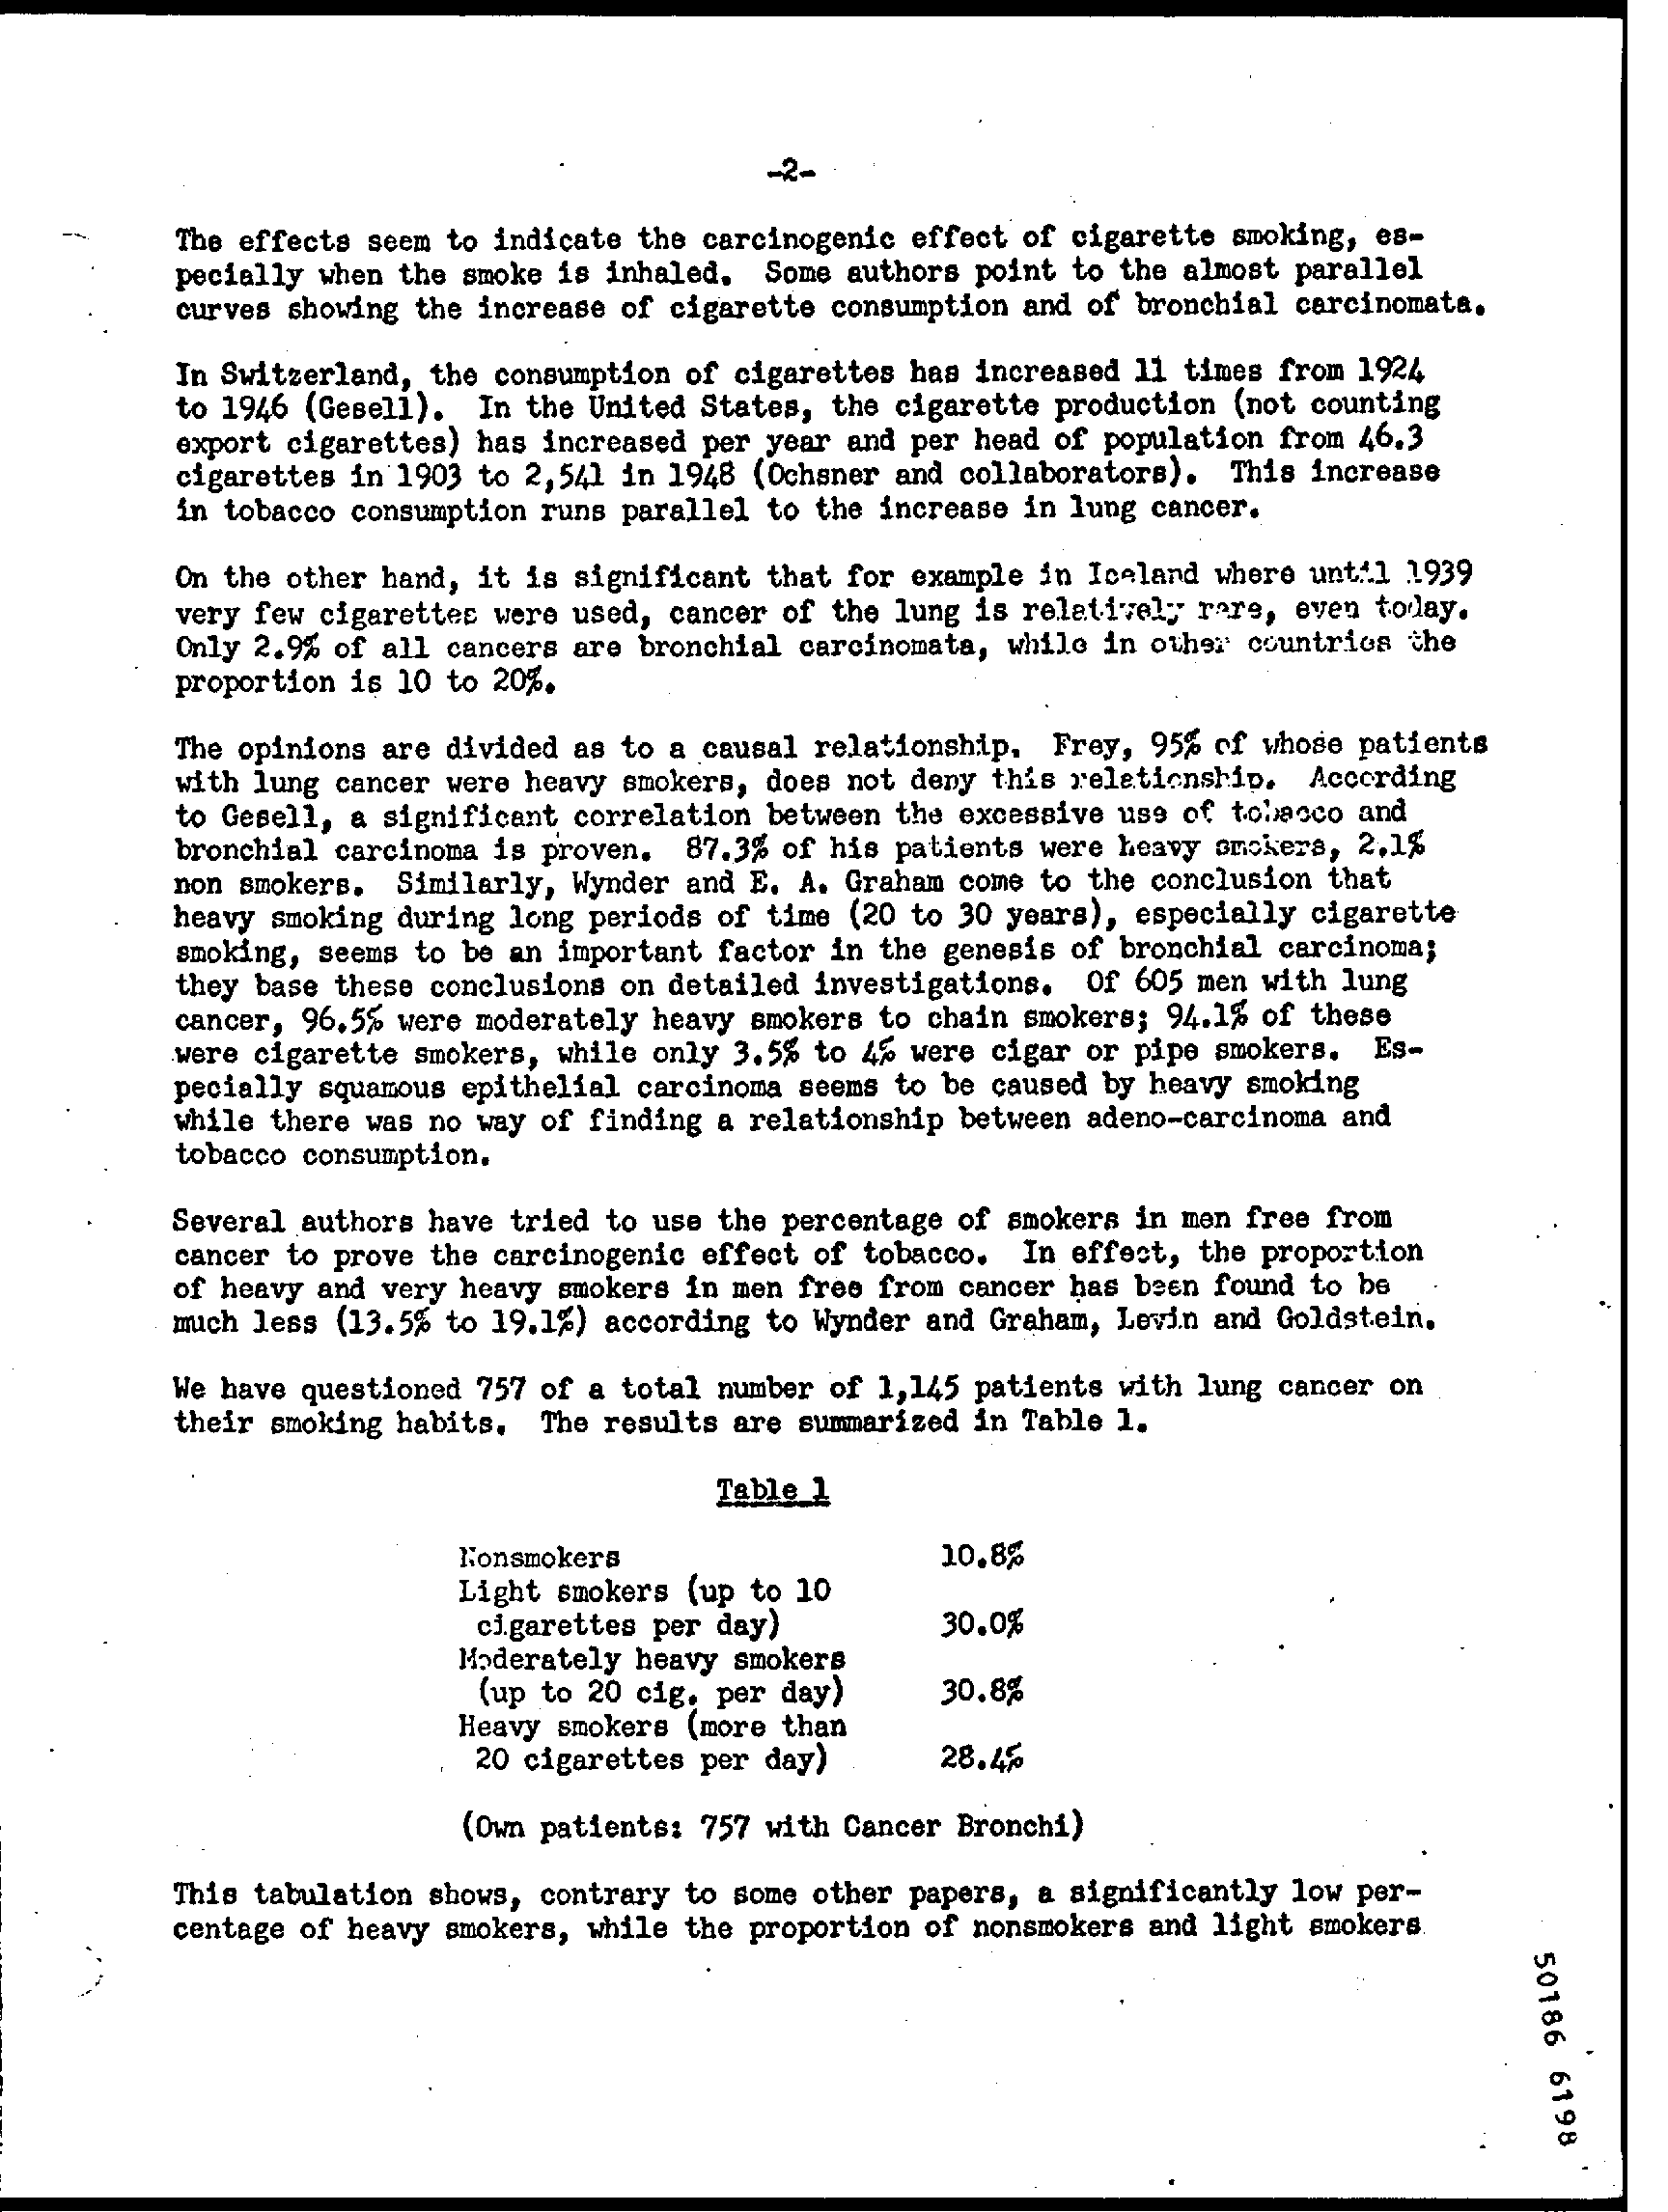 -2-
The effects seem to indicate the carcinogenic effect of cigarette smoking, es-
pecially when the smoke is inhaled. Some authors point to the almost parallel
curves showing the increase of cigarette consumption and of bronchial carcinomata.
In Switzerland, the consumption of cigarettes has increased 11 times from 1924
to 1946 (Gesell). In the United States, the cigarette production (not counting
export cigarettes) has increased per year and per head of population from 46.3
cigarettes in 1903 to 2,541 in 1948 (Ochsner and collaborators). This increase
in tobacco consumption runs parallel to the increase in lung cancer.
On the other hand, it is significant that for example in Iceland where until 1939
very few cigarettes were used, cancer of the lung is relatively rare, even today.
Only 2.9% of all cancers are bronchial carcinomata, while in other countries the
proportion is 10 to 20%.
The opinions are divided as to a causal relationship. Frey, 95% of whose patients
with lung cancer were heavy smokers, does not deny this relationship. According
to Gesell, a significant correlation between the excessive use of tobacco and
bronchial carcinoma is proven. 87.3% of his patients were heavy smokers, 2.1%
non smokers. Similarly, Wynder and E. A. Graham come to the conclusion that
heavy smoking during long periods of time (20 to 30 years), especially cigarette
smoking, seems to be an important factor in the genesis of bronchial carcinoma;
they base these conclusions on detailed investigations. Of 605 men with lung
cancer, 96.5% were moderately heavy smokers to chain smokers; 94.1% of these
were cigarette smokers, while only 3.5% to 4% were cigar or pipe smokers. Es-
pecially squamous epithelial carcinoma seems to be caused by heavy smoking
while there was no way of finding a relationship between adeno-carcinoma and
tobacco consumption.
Several authors have tried to use the percentage of smokers in men free from
cancer to prove the carcinogenic effect of tobacco. In effect, the proportion
of heavy and very heavy smokers in men free from cancer has been found to be
much less (13.5% to 19.1%) according to Wynder and Graham, Levin and Goldstein.
We have questioned 757 of a total number of 1,145 patients with lung cancer on
their smoking habits. The results are summarized in Table 1.
Table 1
Nonsmokers 10.8%
Light smokers (up to 10
cigarettes per day) 30.0%
Moderately heavy smokers
(up to 20 cig. per day) 30.8%
Heavy smokers (more than
20 cigarettes per day) 28.4%
(Own patients: 757 with Cancer Bronchi)
This tabulation shows, contrary to some other papers, a significantly low per-
centage of heavy smokers, while the proportion of nonsmokers and light smokers
50186 6198